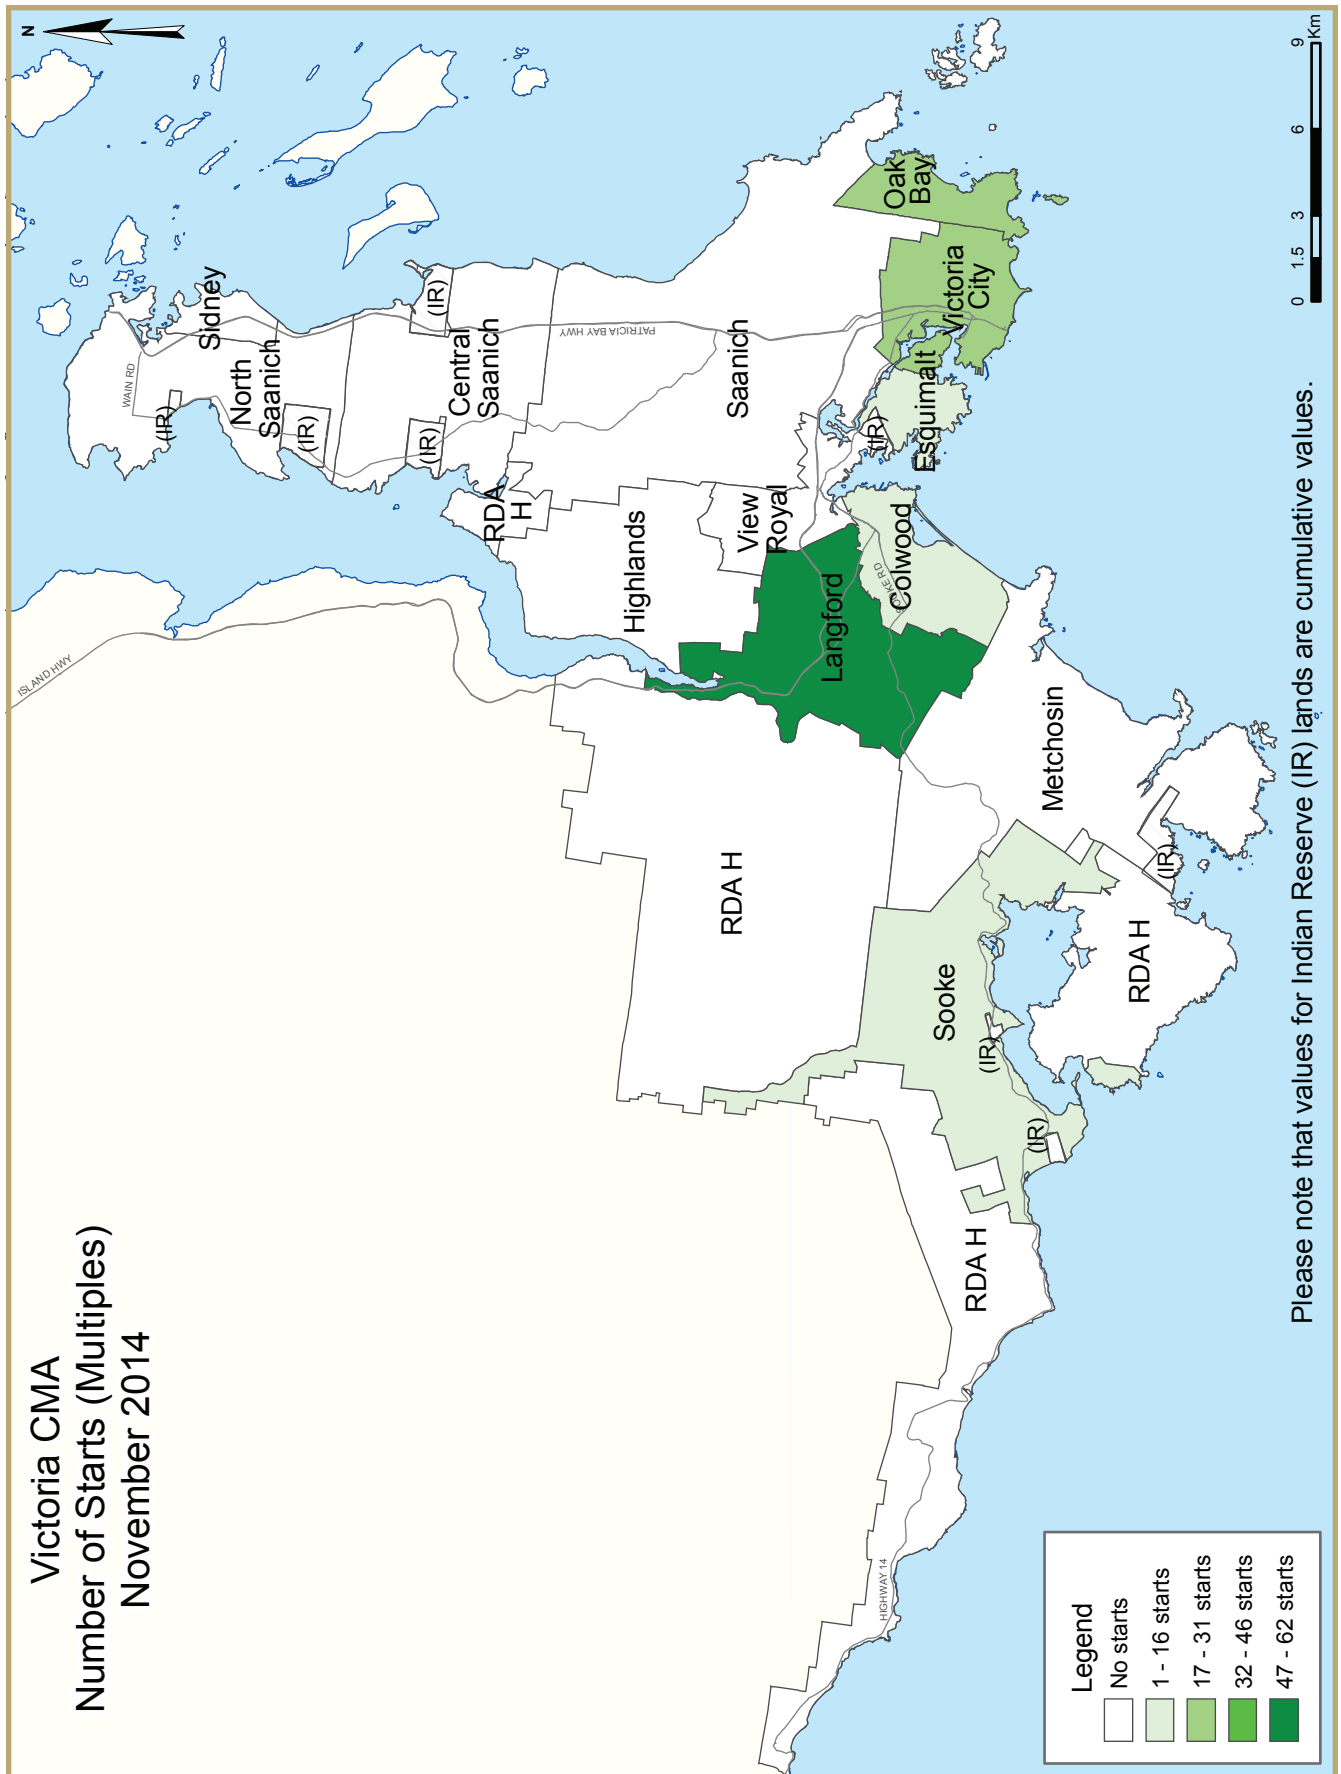 Victoria CMA
Number of Starts (Multiples)
November 2014
N
ISLAND HWY
WAIN RD
Sidney
North
Saanich
(IR)
(IR)
(IR)
(IR)
Central
Saanich
PATRICIA BAY HWY
RDA
H
Saanich
Highlands
View
Royal
Oak
Bay
Victoria
City
Esquimalt
(IR)
Langford
Colwood
RDA H
Metchosin
(IR)
Sooke
(IR)
(IR)
RDA H
RDA H
HIGHWAY 14
Legend
No starts
1 - 16 starts
17 - 31 starts
32 - 46 starts
47 - 62 starts
0 1.5 3 6 9
Km
Please note that values for Indian Reserve (IR) lands are cumulative values.